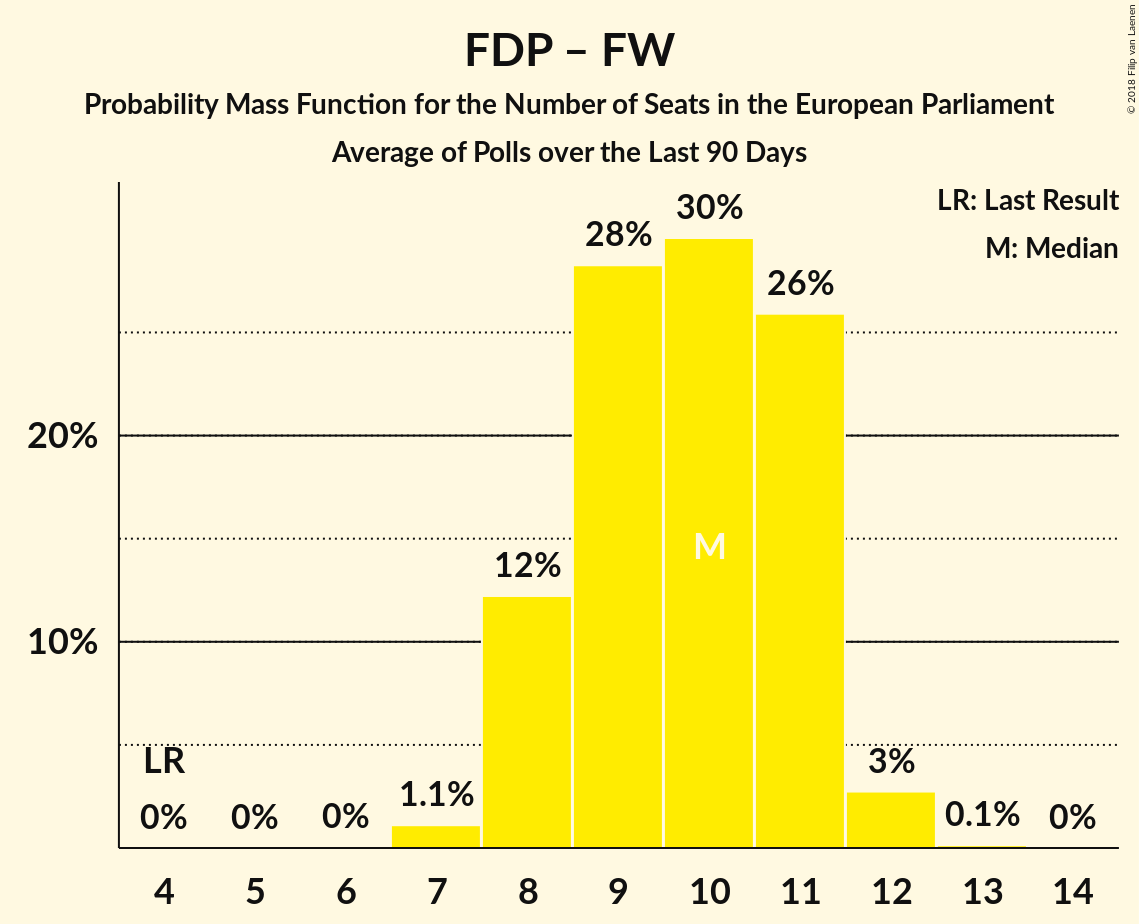 FDP – FW
Probability Mass Function for the Number of Seats in the European Parliament
Average of Polls over the Last 90 Days
© 2018 Filip van Laenen
LR: Last Result
M: Median
30%
28%
26%
20%
M
12%
10%
LR
3%
1.1%
0% 0% 0% 0.1% 0%
4 5 6 7 8 9 10 11 12 13 14